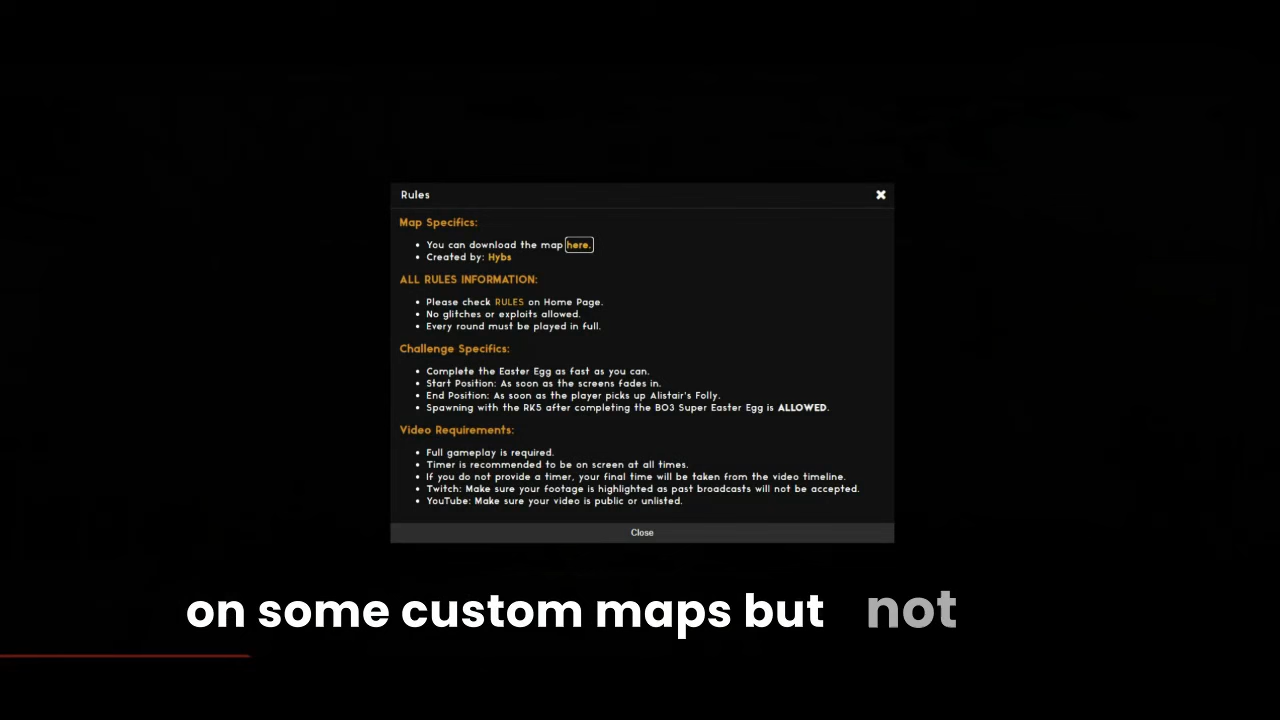 Rules ✖
Map Specifics:
• You can download the map here.
• Created by: Hybs
ALL RULES INFORMATION:
• Please check RULES on Home Page.
• No glitches or exploits allowed.
• Every round must be played in full.
Challenge Specifics:
• Complete the Easter Egg as fast as you can.
• Start Position: As soon as the screens fades in.
• End Position: As soon as the player picks up Alistair's Folly.
• Spawning with the RK5 after completing the BO3 Super Easter Egg is ALLOWED.
Video Requirements:
• Full gameplay is required.
• Timer is recommended to be on screen at all times.
• If you do not provide a timer, your final time will be taken from the video timeline.
• Twitch: Make sure your footage is highlighted as past broadcasts will not be accepted.
• YouTube: Make sure your video is public or unlisted.
Close
on some custom maps but not